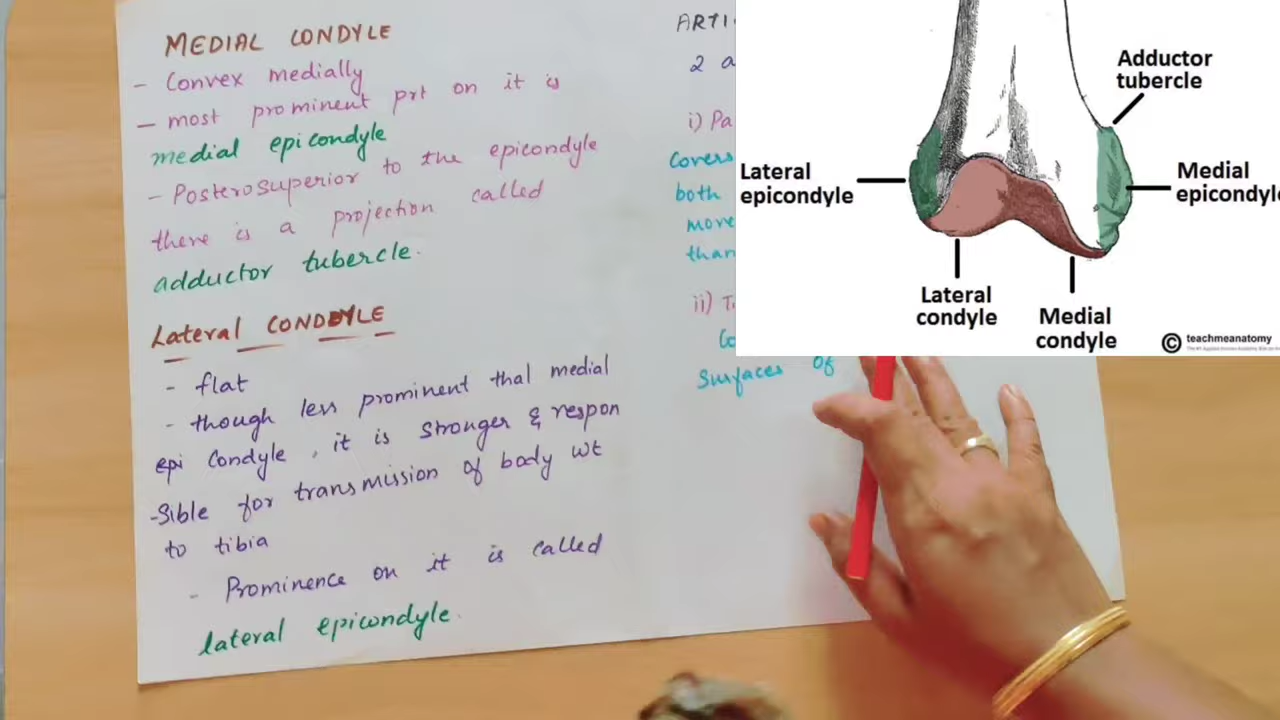 MEDIAL CONDYLE
- Convex medially
- most prominent prt on it is
medial epicondyle
- Posterosuperior to the epicondyle
there is a projection called
adductor tubercle.
Lateral CONDYLE
- flat
- though less prominent thal medial
epi Condyle, it is stronger & respon
-sible for transmission of body wt
to tibia
- Prominence on it is called
lateral epicondyle.
ARTI
2 a
i) Pa
Covers
both
move
than
ii) T
Co
Surfaces of
Adductor
tubercle
Lateral
epicondyle
Medial
epicondyle
Lateral
condyle
Medial
condyle
© teachmeanatomy